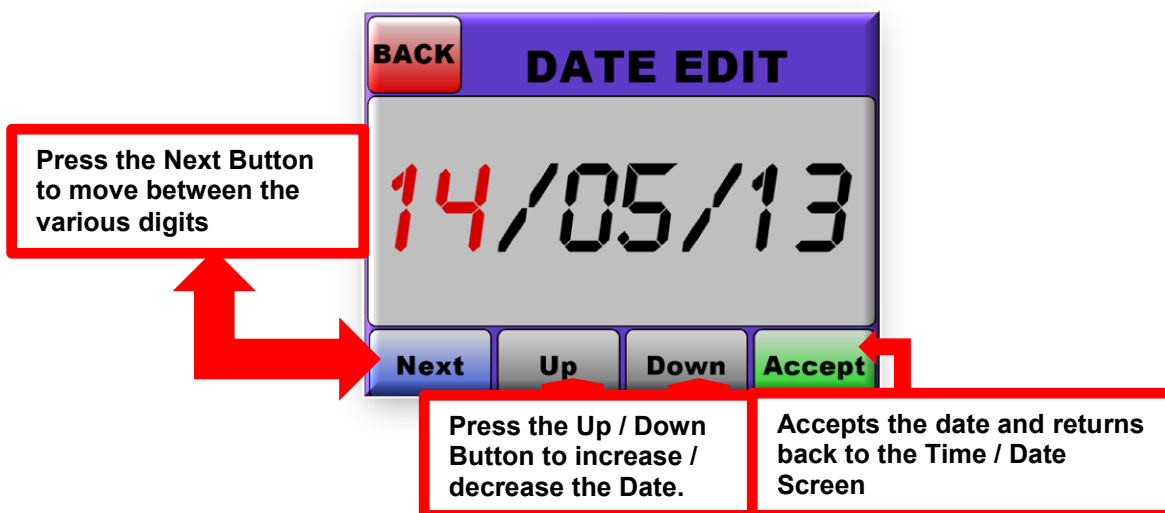 BACK
DATE EDIT
Press the Next Button
to move between the
various digits
14/05/13
Next
Up
Down
Accept
Press the Up / Down
Button to increase /
decrease the Date.
Accepts the date and returns
back to the Time / Date
Screen